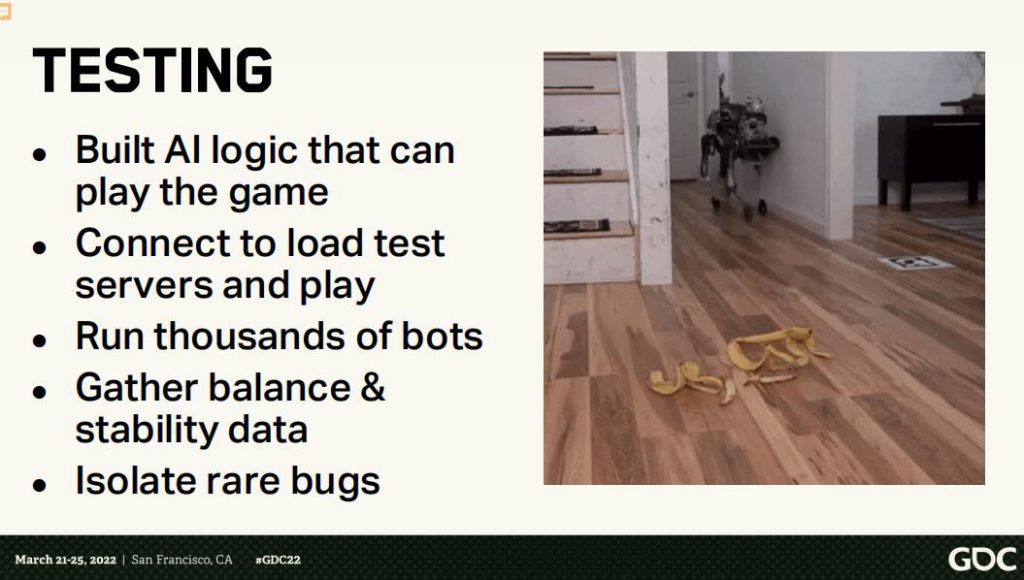 TESTING
● Built AI logic that can
play the game
● Connect to load test
servers and play
● Run thousands of bots
● Gather balance &
stability data
● Isolate rare bugs
March 21-25, 2022 | San Francisco, CA #GDC22
GDC